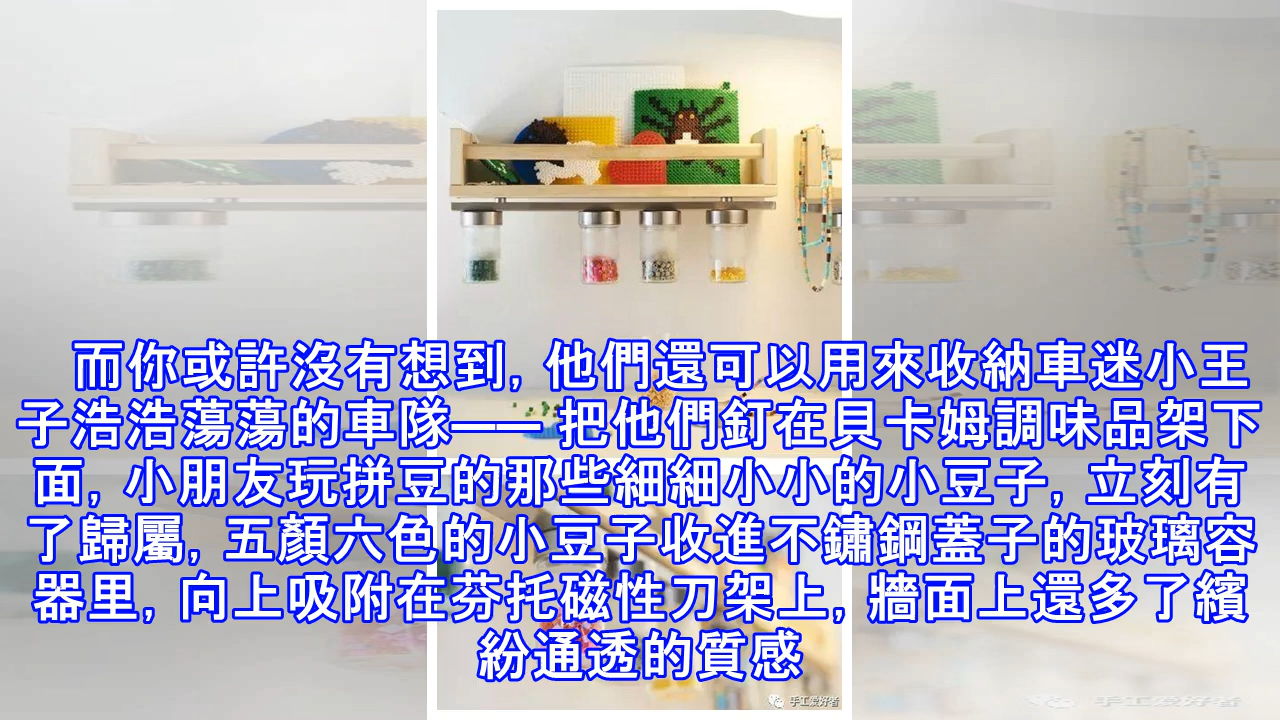 而你或許沒有想到, 他們還可以用來收納車迷小王
子浩浩蕩蕩的車隊—— 把他們釘在貝卡姆調味品架下
面, 小朋友玩拼豆的那些細細小小的小豆子, 立刻有
了歸屬, 五顏六色的小豆子收進不鏽鋼蓋子的玻璃容
器里, 向上吸附在芬托磁性刀架上, 牆面上還多了繽
紛通透的質感
手工爱好者
手工爱好者